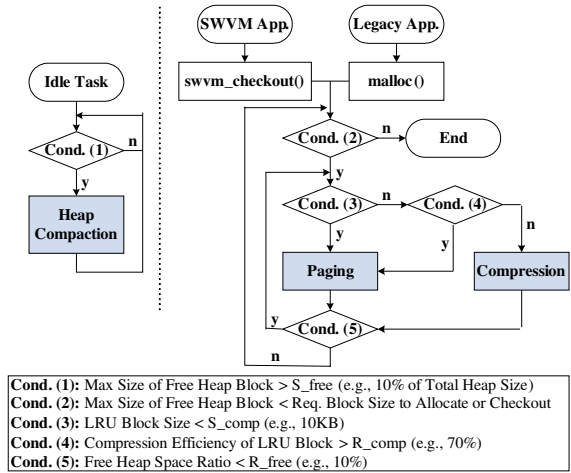 SWVM App.
Legacy App.
swvm_checkout()
malloc()
Idle Task
Cond. (1)
n
y
Heap
Compaction
Cond. (2)
n
End
y
Cond. (3)
n
Cond. (4)
y
y
n
Paging
Compression
y
Cond. (5)
n
Cond. (1): Max Size of Free Heap Block > S_free (e.g., 10% of Total Heap Size)
Cond. (2): Max Size of Free Heap Block < Req. Block Size to Allocate or Checkout
Cond. (3): LRU Block Size < S_comp (e.g., 10KB)
Cond. (4): Compression Efficiency of LRU Block > R_comp (e.g., 70%)
Cond. (5): Free Heap Space Ratio < R_free (e.g., 10%)